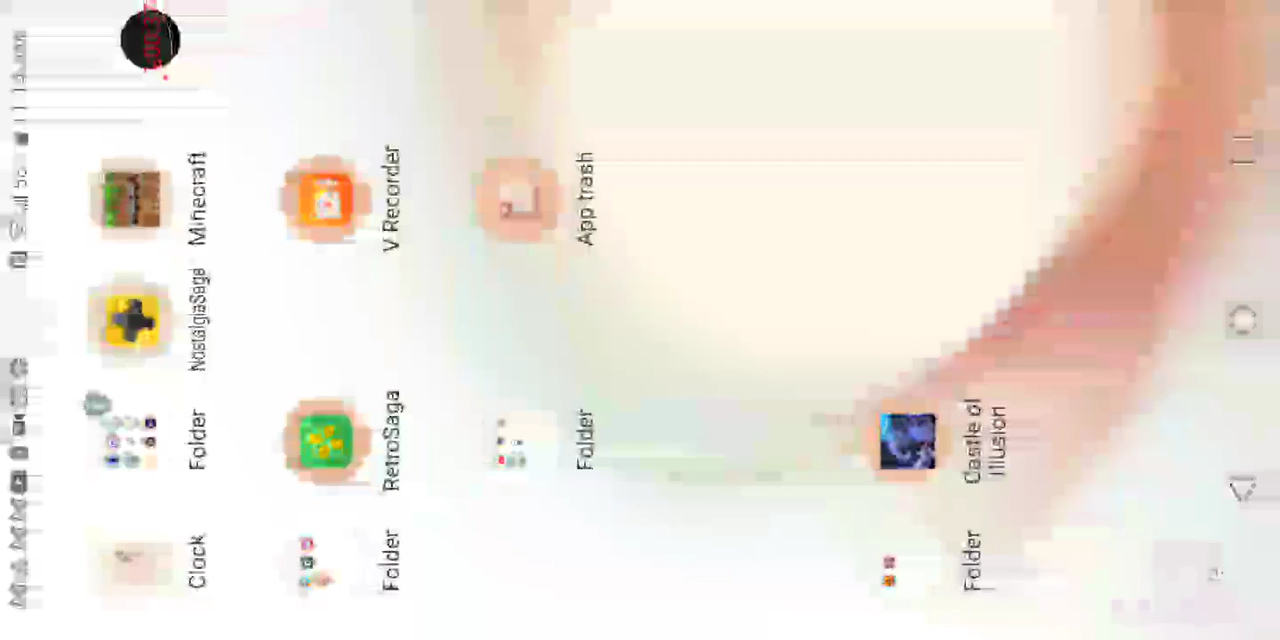 Clock
Folder
NostalgiaSaga
Minecraft
Folder
RetroSaga
V Recorder
Folder
App trash
Folder
Castle of
Illusion